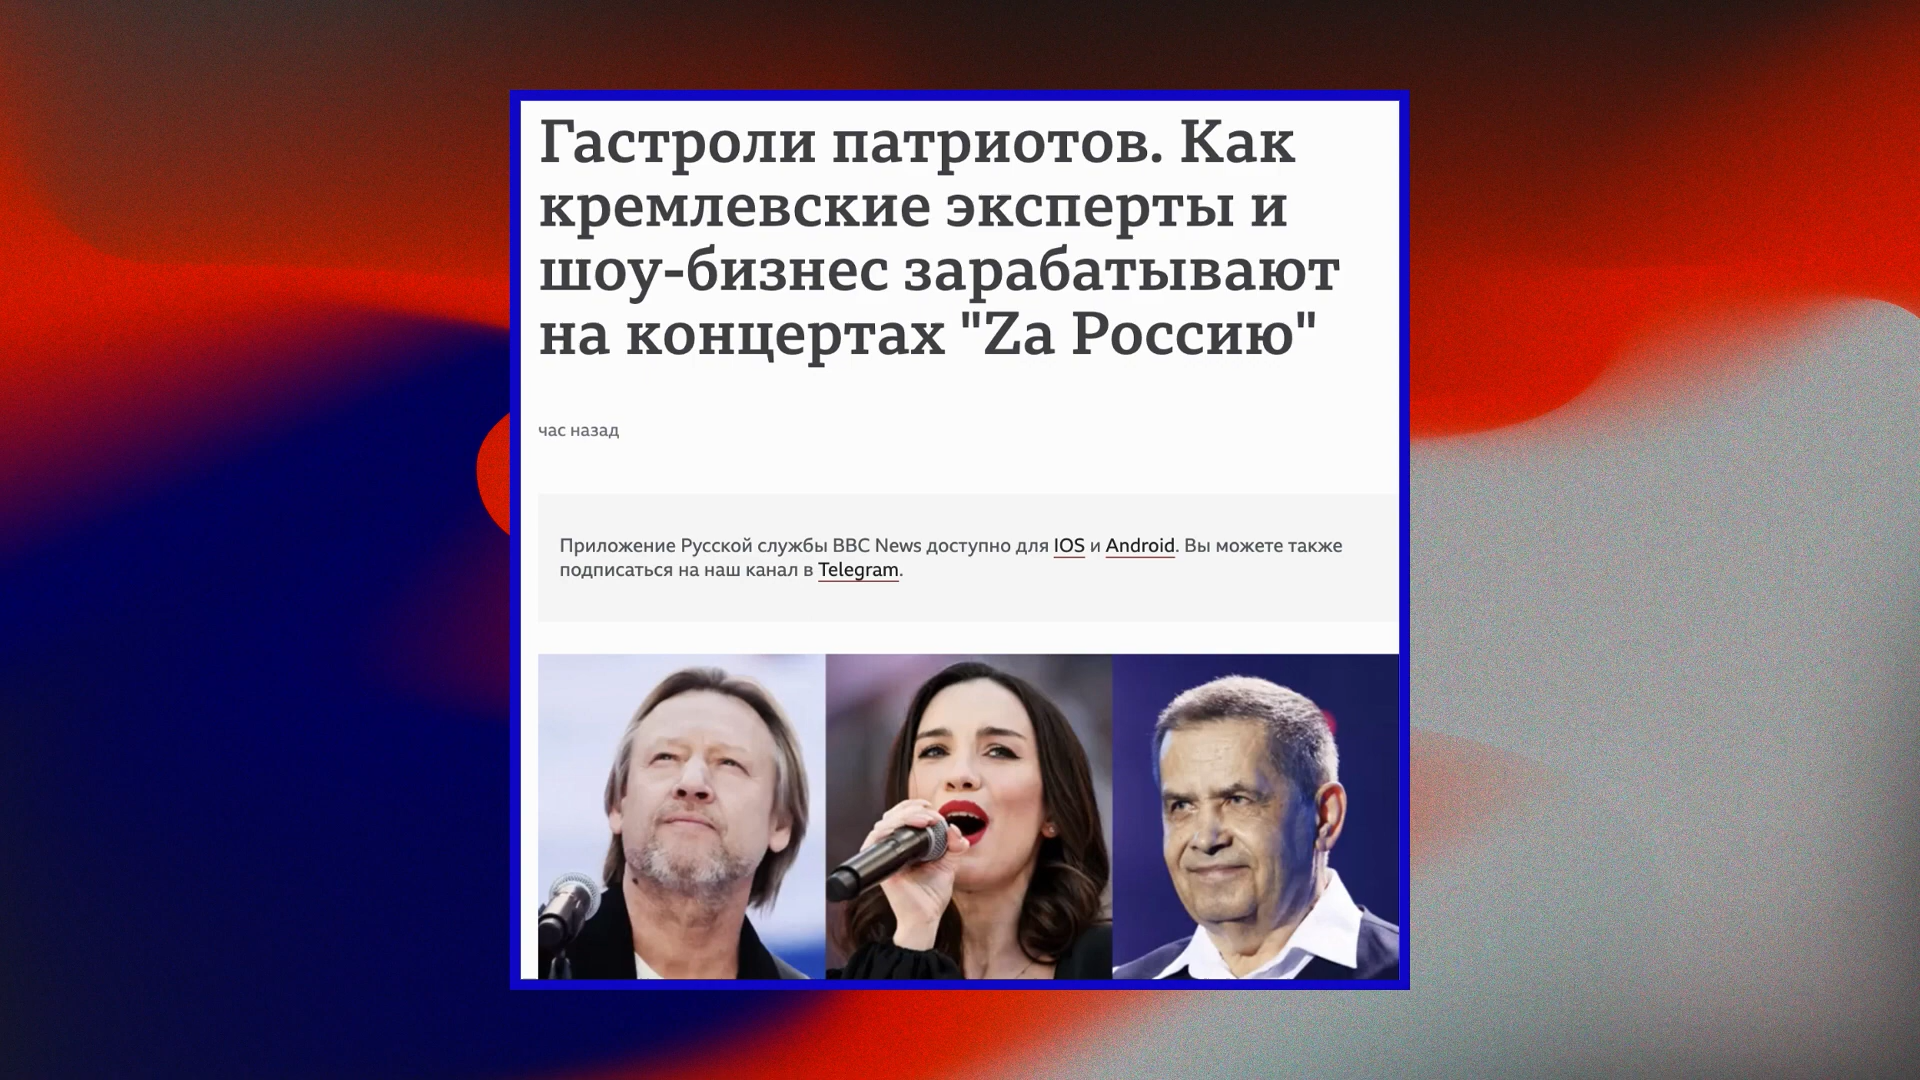 Гастроли патриотов. Как
кремлевские эксперты и
шоу-бизнес зарабатывают
на концертах "Zа Россию"
час назад
Приложение Русской службы BBC News доступно для IOS и Android. Вы можете также
подписаться на наш канал в Telegram.